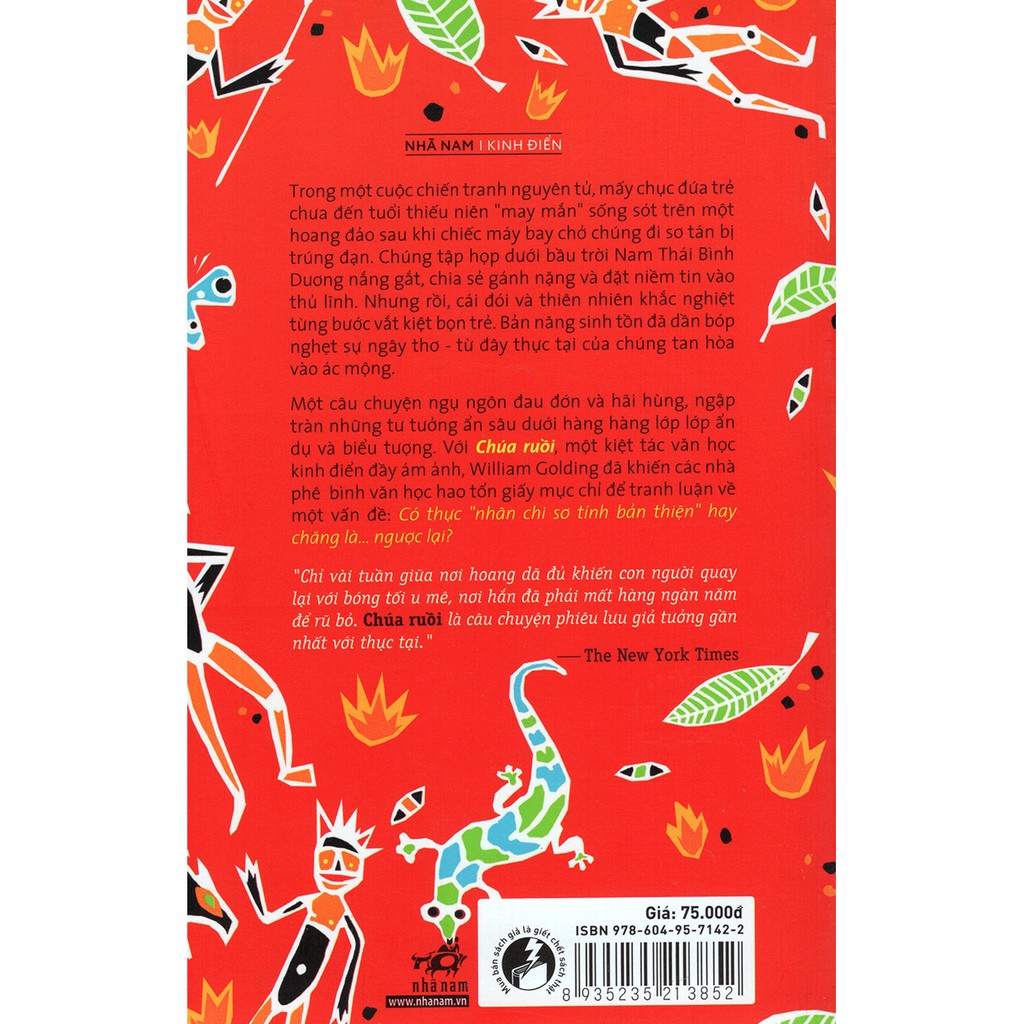 NHÃ NAM | KINH ĐIỂN
Trong một cuộc chiến tranh nguyên tử, mấy chục đứa trẻ
chưa đến tuổi thiếu niên "may mắn" sống sót trên một
hoang đảo sau khi chiếc máy bay chở chúng đi sơ tán bị
trúng đạn. Chúng tập họp dưới bầu trời Nam Thái Bình
Dương nắng gắt, chia sẻ gánh nặng và đặt niềm tin vào
thủ lĩnh. Nhưng rồi, cái đói và thiên nhiên khắc nghiệt
từng bước vắt kiệt bọn trẻ. Bản năng sinh tồn đã dần bóp
nghẹt sự ngây thơ - từ đây thực tại của chúng tan hòa
vào ác mộng.
Một câu chuyện ngụ ngôn đau đớn và hãi hùng, ngập
tràn những tư tưởng ẩn sâu dưới hàng hàng lớp lớp ẩn
dụ và biểu tượng. Với Chúa ruồi, một kiệt tác văn học
kinh điển đầy ám ảnh, William Golding đã khiến các nhà
phê bình văn học hao tổn giấy mực chỉ để tranh luận về
một vấn đề: Có thực "nhân chi sơ tính bản thiện" hay
chăng là... ngược lại?
"Chỉ vài tuần giữa nơi hoang dã đủ khiến con người quay
lại với bóng tối u mê, nơi hắn đã phải mất hàng ngàn năm
để rũ bỏ. Chúa ruồi là câu chuyện phiêu lưu giả tưởng gần
nhất với thực tại."
—The New York Times
Giá: 75.000đ
ISBN 978-604-95-7142-2
Mua bán sách giả là giết chết sách thật
8 935235 213852
nhã nam
www.nhanam.vn